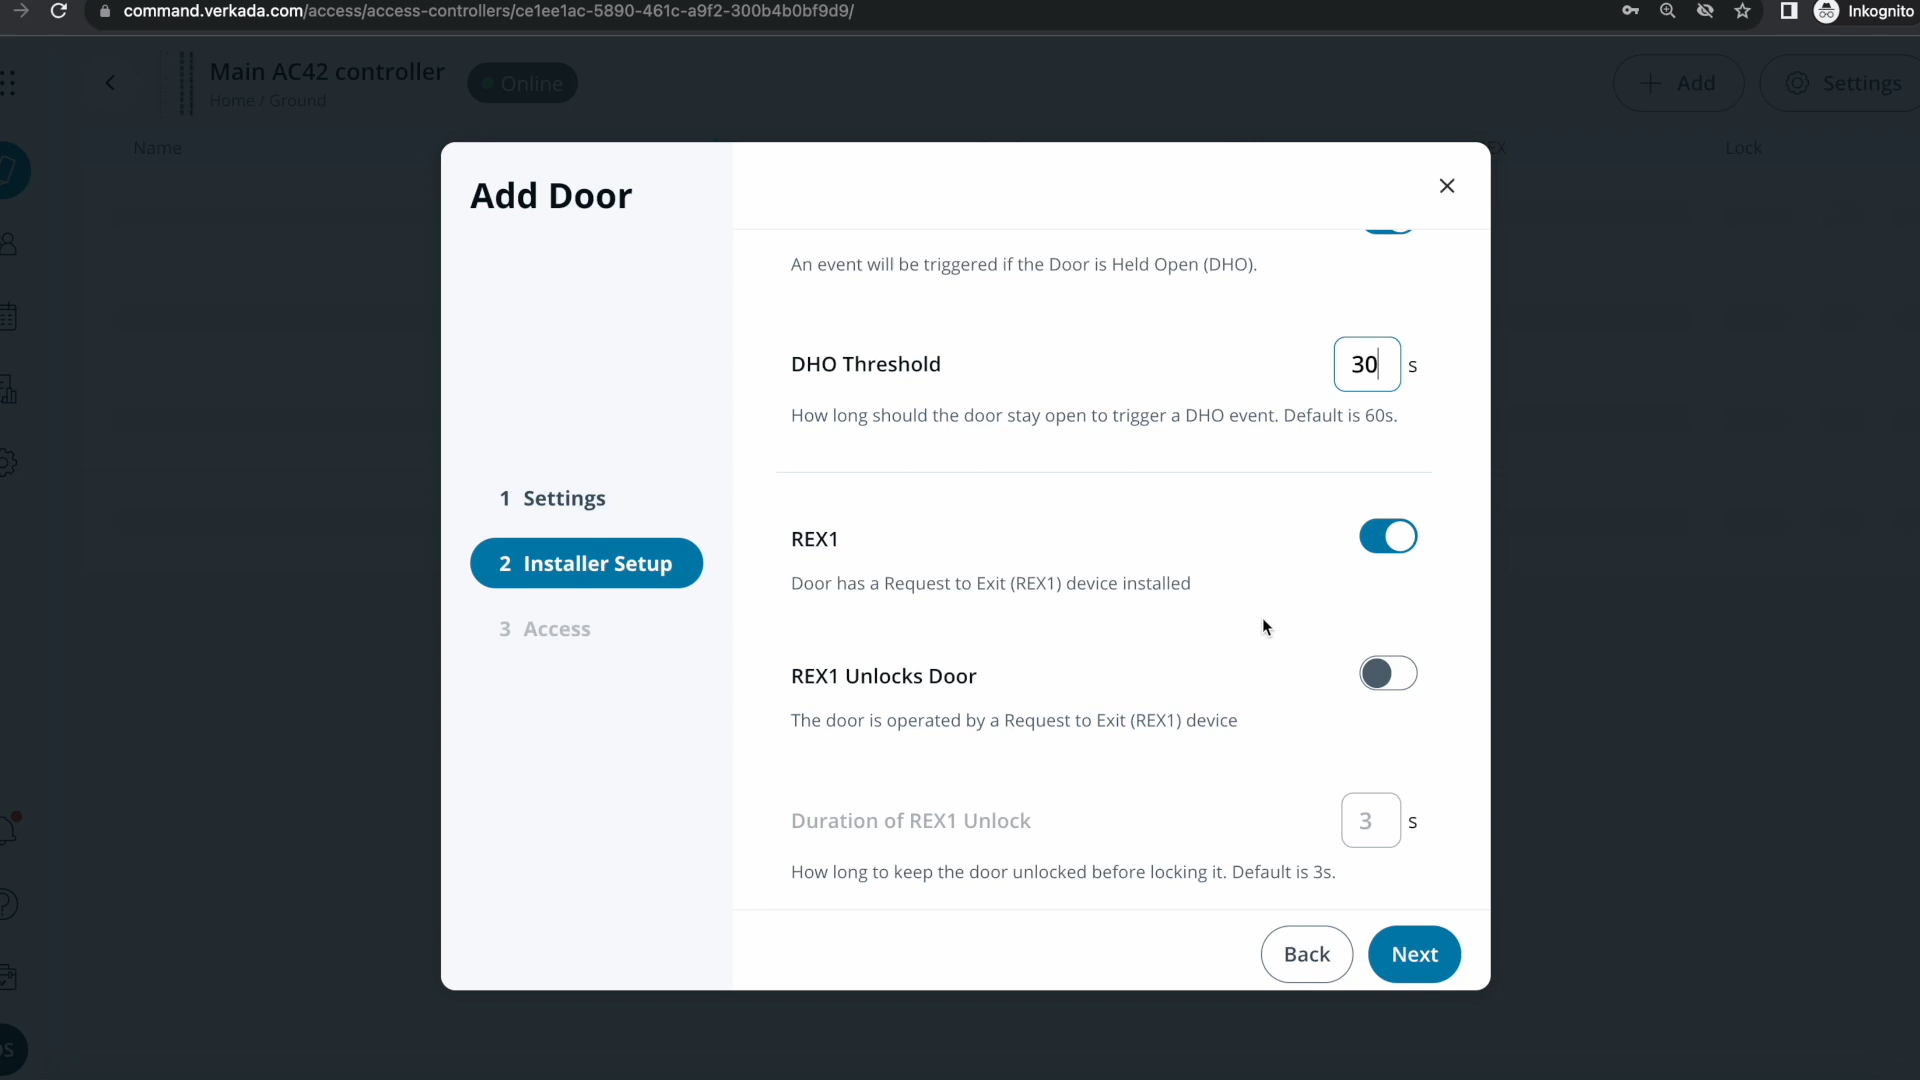 command.verkada.com/access/access-controllers/ce1ee1ac-5890-461c-a9f2-300b4b0bf9d9/
Inkognito
Main AC42 controller
Home / Ground
Online
Add
Settings
Name
Lock
Add Door
An event will be triggered if the Door is Held Open (DHO).
DHO Threshold
30 s
How long should the door stay open to trigger a DHO event. Default is 60s.
1 Settings
2 Installer Setup
3 Access
REX1
Door has a Request to Exit (REX1) device installed
REX1 Unlocks Door
The door is operated by a Request to Exit (REX1) device
Duration of REX1 Unlock
3 s
How long to keep the door unlocked before locking it. Default is 3s.
Back
Next